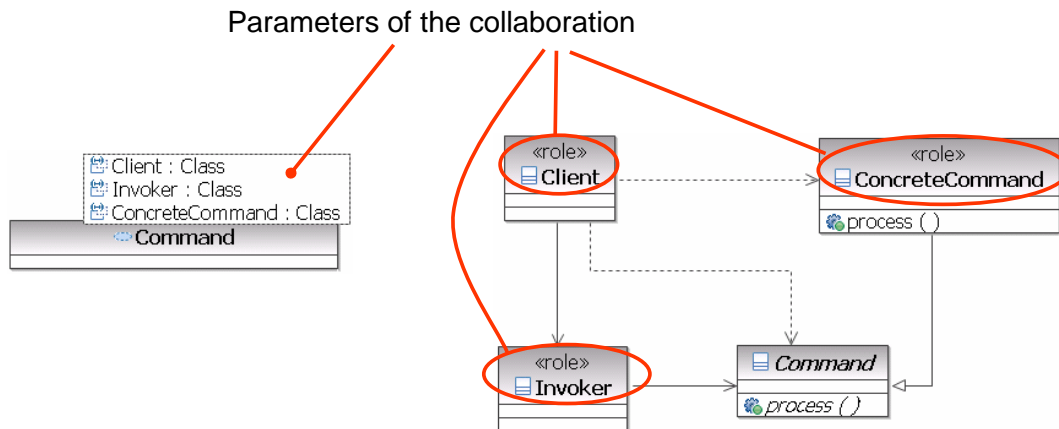 Parameters of the collaboration
Client : Class
Invoker : Class
ConcreteCommand : Class
Command
«role»
Client
«role»
ConcreteCommand
process ( )
«role»
Invoker
Command
process ( )